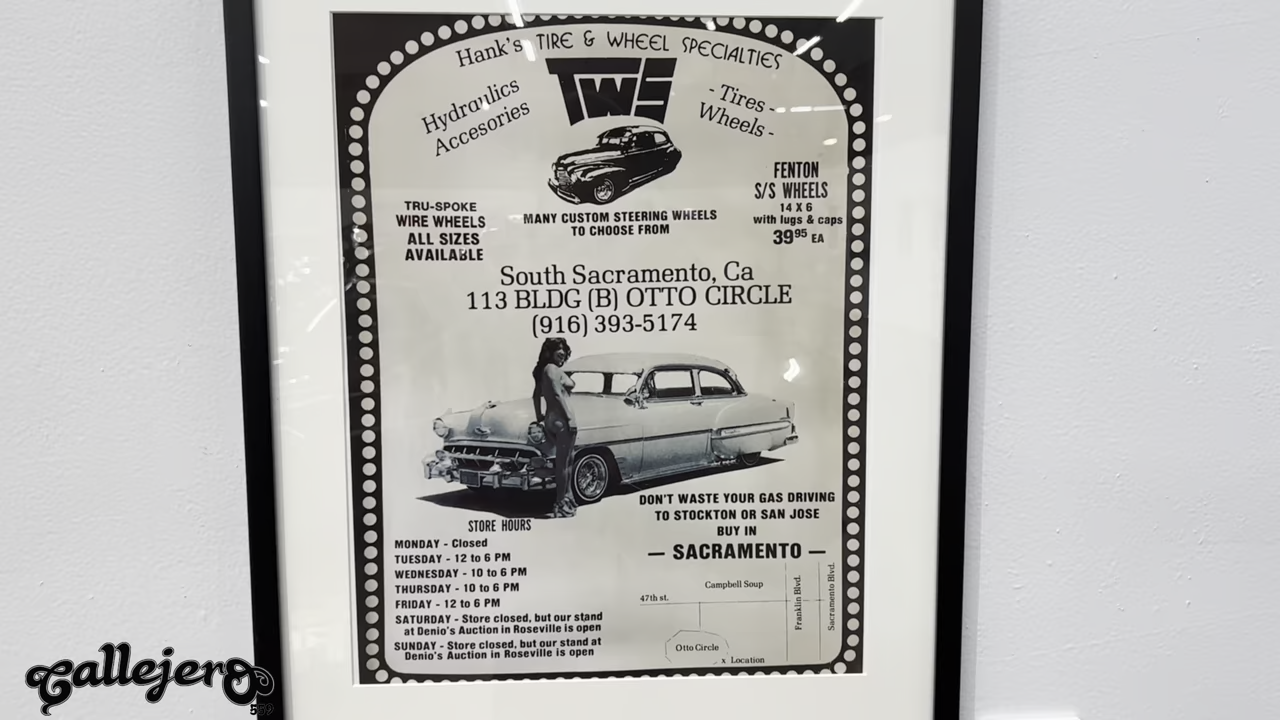 Hank's TIRE & WHEEL SPECIALTIES
TWS
Hydraulics
Accesories
- Tires -
Wheels -
FENTON
S/S WHEELS
14 X 6
with lugs & caps
39⁹⁵ EA
TRU-SPOKE
WIRE WHEELS
ALL SIZES
AVAILABLE
MANY CUSTOM STEERING WHEELS
TO CHOOSE FROM
South Sacramento, Ca
113 BLDG (B) OTTO CIRCLE
(916) 393-5174
STORE HOURS
MONDAY - Closed
TUESDAY - 12 to 6 PM
WEDNESDAY - 10 to 6 PM
THURSDAY - 10 to 6 PM
FRIDAY - 12 to 6 PM
SATURDAY - Store closed, but our stand
at Denio's Auction in Roseville is open
SUNDAY - Store closed, but our stand at
Denio's Auction in Roseville is open
DON'T WASTE YOUR GAS DRIVING
TO STOCKTON OR SAN JOSE
BUY IN
— SACRAMENTO —
Campbell Soup
47th st.
Franklin Blvd.
Sacramento Blvd.
Otto Circle
x Location
Callejero
559